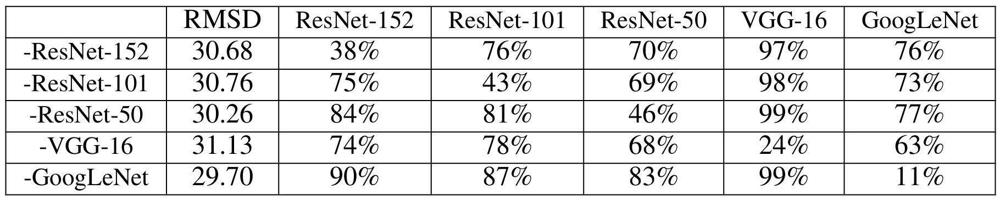 RMSD ResNet-152 ResNet-101 ResNet-50 VGG-16 GoogLeNet
-ResNet-152 30.68 38% 76% 70% 97% 76%
-ResNet-101 30.76 75% 43% 69% 98% 73%
-ResNet-50 30.26 84% 81% 46% 99% 77%
-VGG-16 31.13 74% 78% 68% 24% 63%
-GoogLeNet 29.70 90% 87% 83% 99% 11%